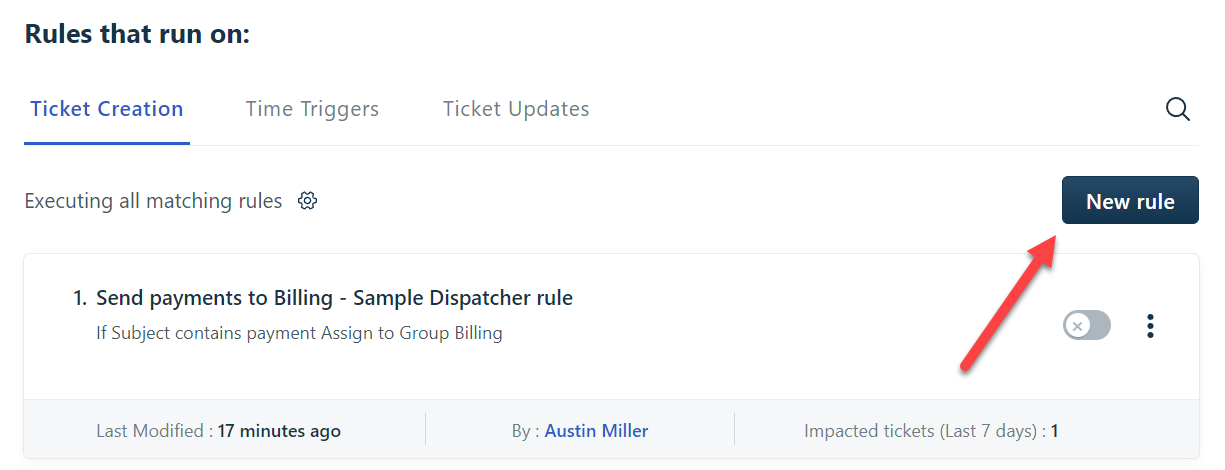 Rules that run on:
Ticket Creation Time Triggers Ticket Updates
Executing all matching rules
New rule
1. Send payments to Billing - Sample Dispatcher rule
If Subject contains payment Assign to Group Billing
Last Modified : 17 minutes ago By : Austin Miller Impacted tickets (Last 7 days) : 1